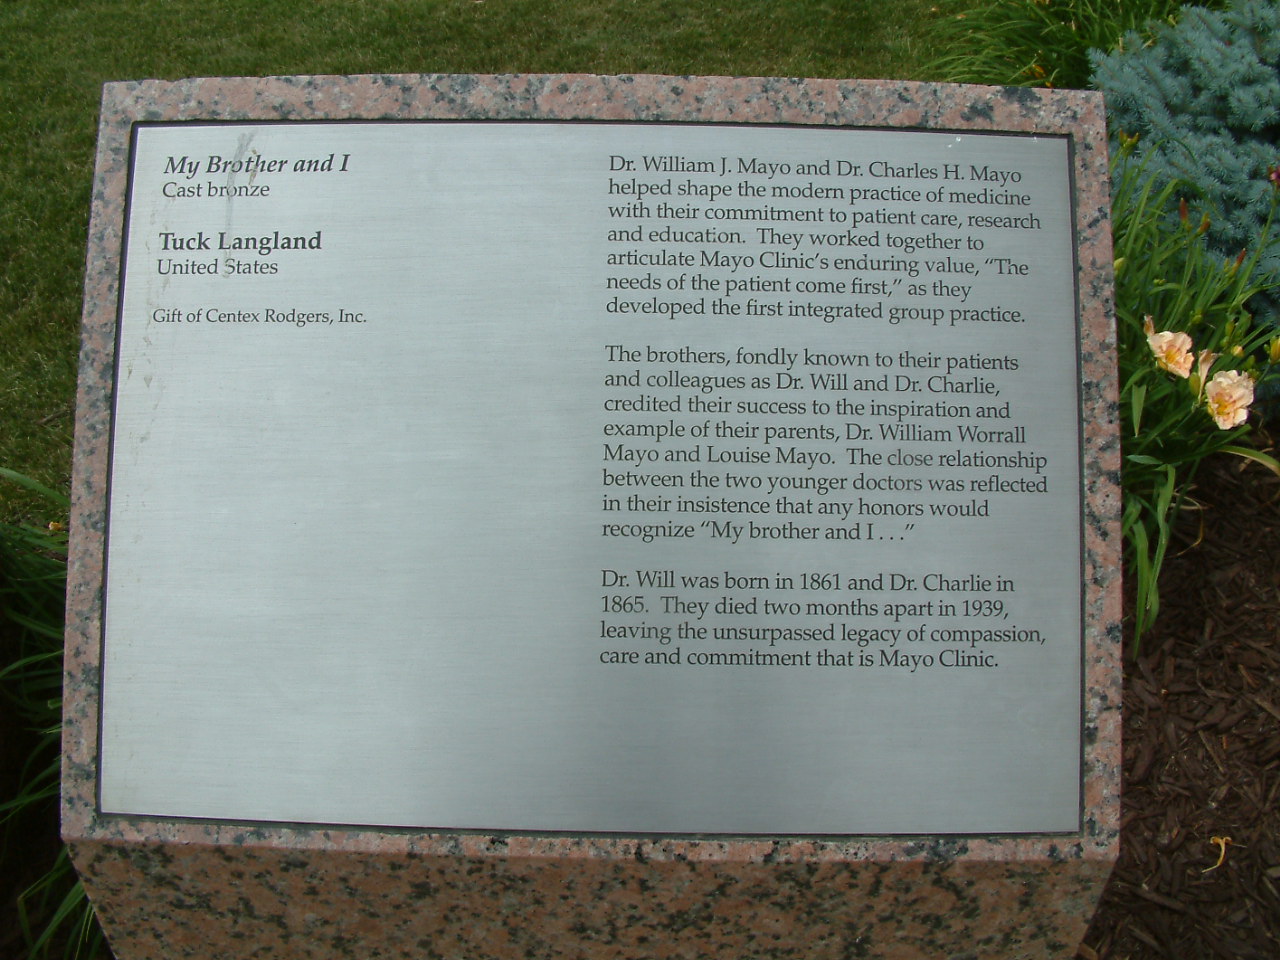 My Brother and I
Cast bronze
Tuck Langland
United States
Gift of Centex Rodgers, Inc.
Dr. William J. Mayo and Dr. Charles H. Mayo
helped shape the modern practice of medicine
with their commitment to patient care, research
and education. They worked together to
articulate Mayo Clinic's enduring value, "The
needs of the patient come first," as they
developed the first integrated group practice.
The brothers, fondly known to their patients
and colleagues as Dr. Will and Dr. Charlie,
credited their success to the inspiration and
example of their parents, Dr. William Worrall
Mayo and Louise Mayo. The close relationship
between the two younger doctors was reflected
in their insistence that any honors would
recognize "My brother and I . . ."
Dr. Will was born in 1861 and Dr. Charlie in
1865. They died two months apart in 1939,
leaving the unsurpassed legacy of compassion,
care and commitment that is Mayo Clinic.